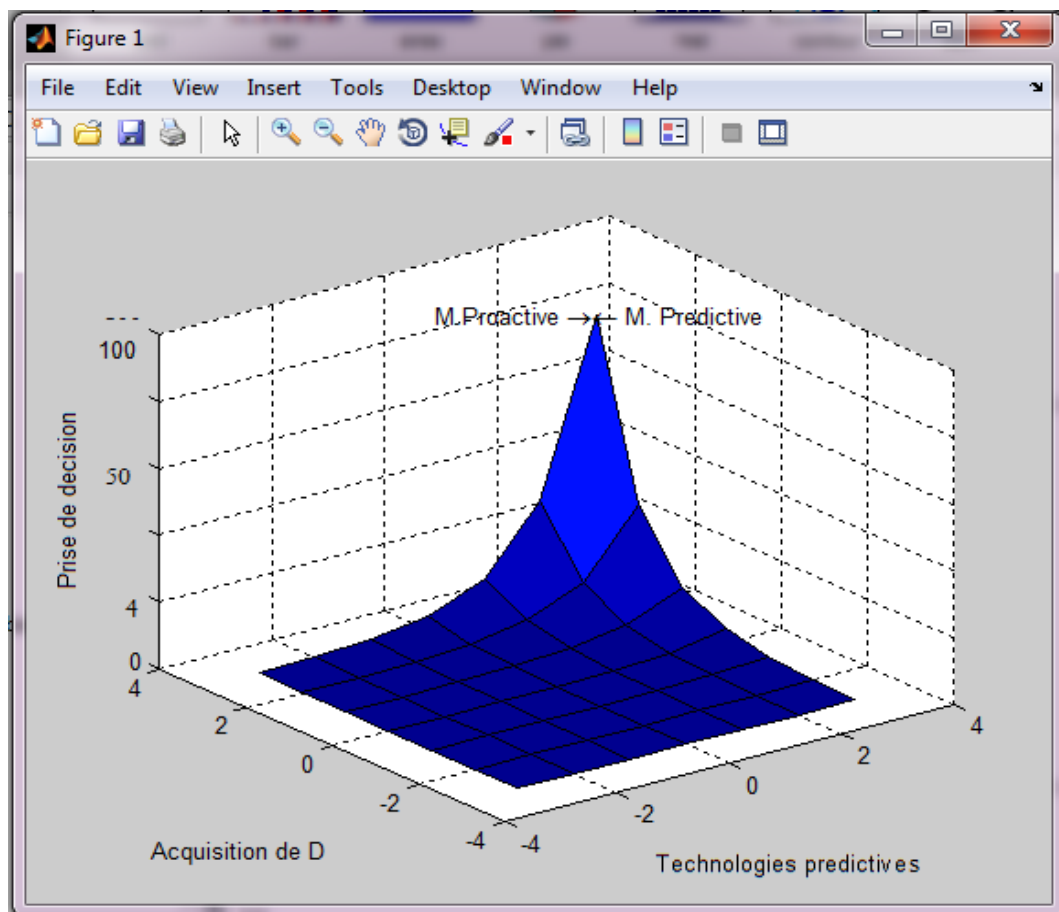 Figure 1
File Edit View Insert Tools Desktop Window Help
M.Proactive →← M. Predictive
100
50
4
0
Prise de decision
4
2
0
-2
-4
Acquisition de D
-4
-2
0
2
4
Technologies predictives